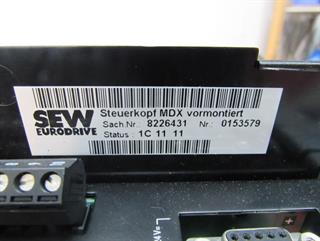 SEW
EURODRIVE
Steuerkopf MDX vormontiert
Sach.Nr.: 8226431 Nr.: 0153579
Status : 1C 11 11